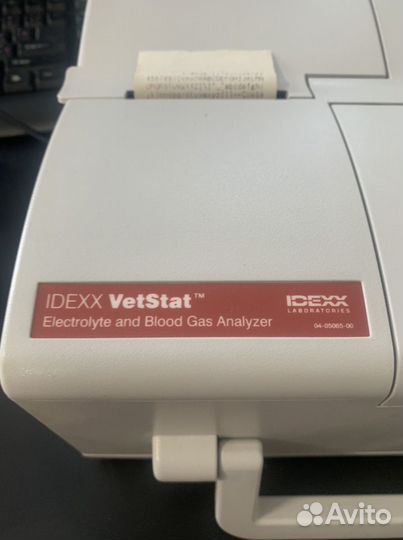 IDEXX VetStat™
Electrolyte and Blood Gas Analyzer
IDEXX
LABORATORIES
04-05065-00
Avito